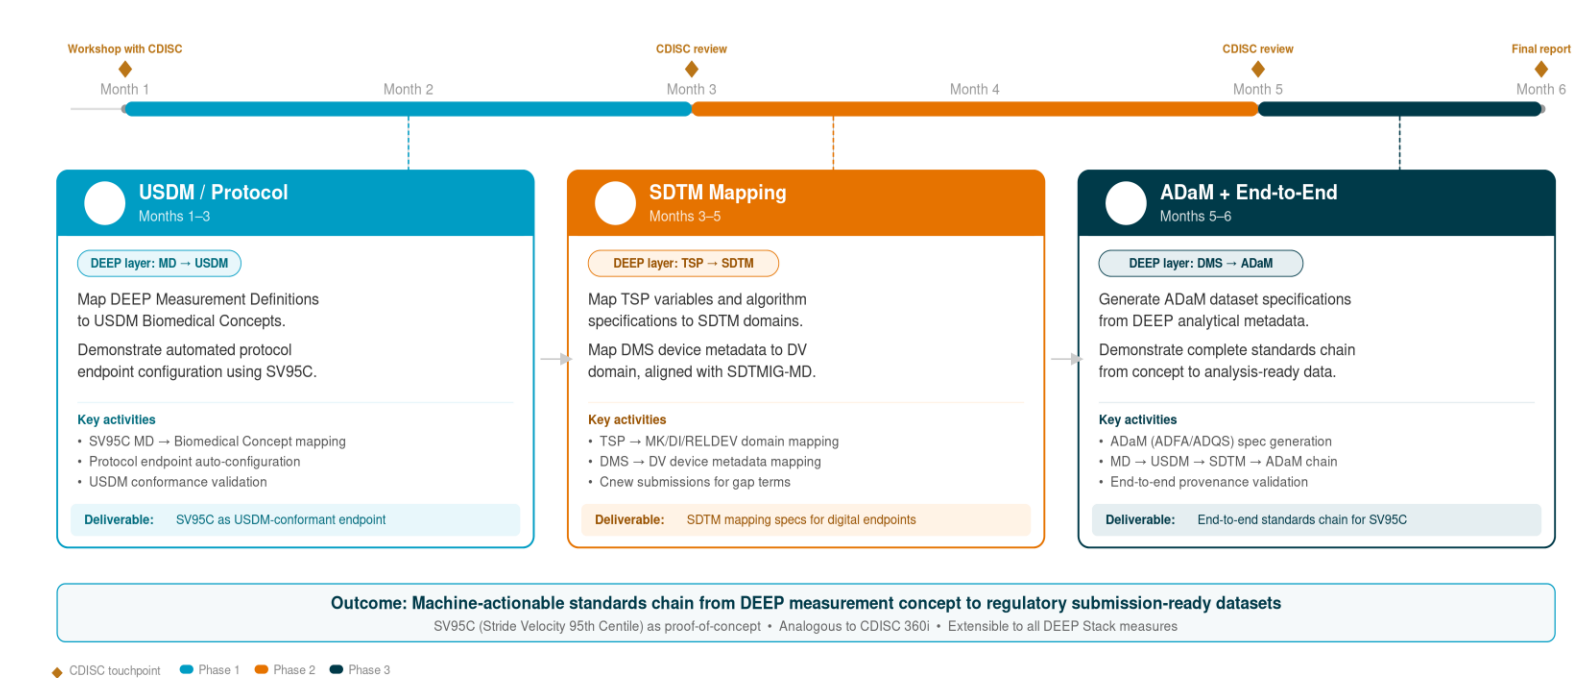 Workshop with CDISC
CDISC review
CDISC review
Final report
Month 1
Month 2
Month 3
Month 4
Month 5
Month 6
USDM / Protocol
Months 1–3
DEEP layer: MD → USDM
Map DEEP Measurement Definitions
to USDM Biomedical Concepts.
Demonstrate automated protocol
endpoint configuration using SV95C.
Key activities
• SV95C MD → Biomedical Concept mapping
• Protocol endpoint auto-configuration
• USDM conformance validation
Deliverable: SV95C as USDM-conformant endpoint
SDTM Mapping
Months 3–5
DEEP layer: TSP → SDTM
Map TSP variables and algorithm
specifications to SDTM domains.
Map DMS device metadata to DV
domain, aligned with SDTMIG-MD.
Key activities
• TSP → MK/DI/RELDEV domain mapping
• DMS → DV device metadata mapping
• Cnew submissions for gap terms
Deliverable: SDTM mapping specs for digital endpoints
ADaM + End-to-End
Months 5–6
DEEP layer: DMS → ADaM
Generate ADaM dataset specifications
from DEEP analytical metadata.
Demonstrate complete standards chain
from concept to analysis-ready data.
Key activities
• ADaM (ADFA/ADQS) spec generation
• MD → USDM → SDTM → ADaM chain
• End-to-end provenance validation
Deliverable: End-to-end standards chain for SV95C
Outcome: Machine-actionable standards chain from DEEP measurement concept to regulatory submission-ready datasets
SV95C (Stride Velocity 95th Centile) as proof-of-concept • Analogous to CDISC 360i • Extensible to all DEEP Stack measures
CDISC touchpoint
Phase 1
Phase 2
Phase 3